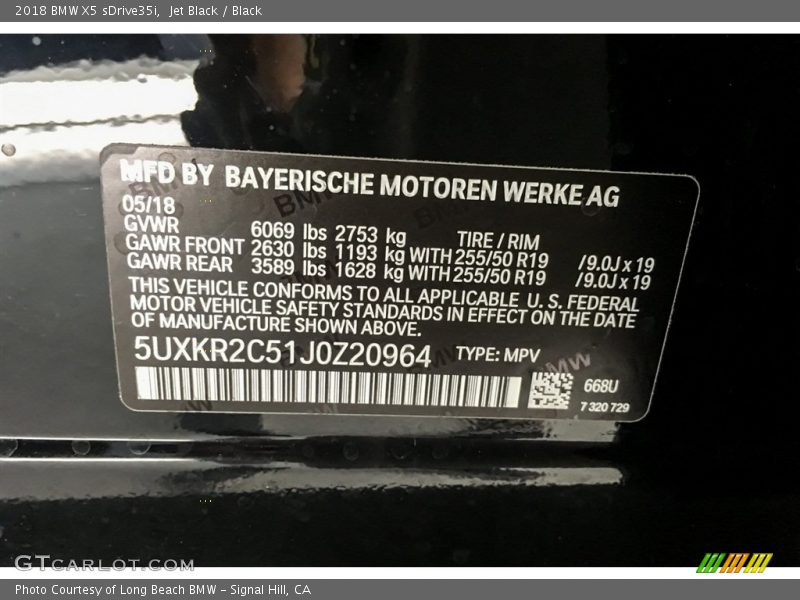 2018 BMW X5 sDrive35i, Jet Black / Black
MFD BY BAYERISCHE MOTOREN WERKE AG
05/18
GVWR 6069 lbs 2753 kg TIRE / RIM
GAWR FRONT 2630 lbs 1193 kg WITH 255/50 R19 /9.0J x 19
GAWR REAR 3589 lbs 1628 kg WITH 255/50 R19 /9.0J x 19
THIS VEHICLE CONFORMS TO ALL APPLICABLE U. S. FEDERAL
MOTOR VEHICLE SAFETY STANDARDS IN EFFECT ON THE DATE
OF MANUFACTURE SHOWN ABOVE.
5UXKR2C51J0Z20964 TYPE: MPV
668U
7 320 729
GTCARLOT.COM
Photo Courtesy of Long Beach BMW - Signal Hill, CA